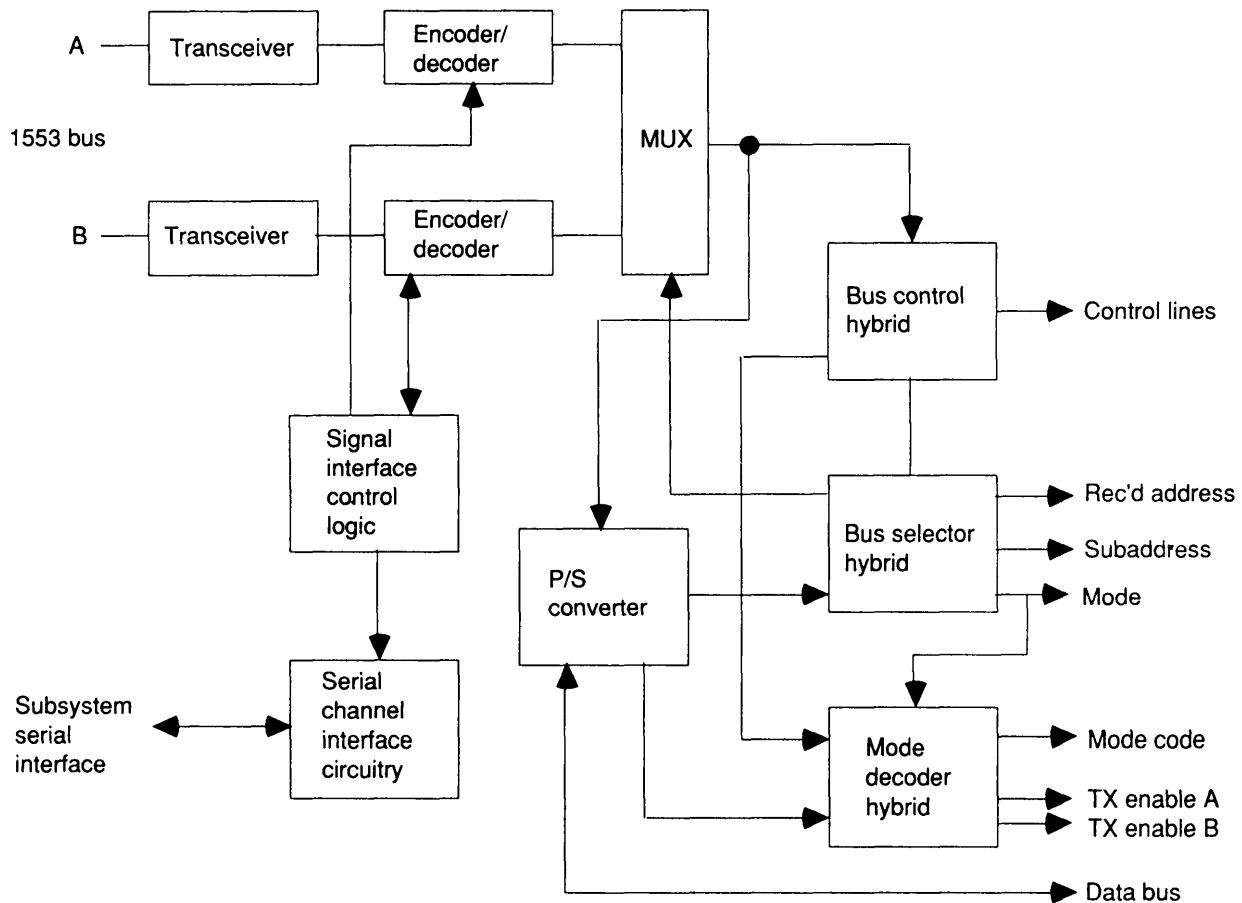 A
Transceiver
Encoder/
decoder
MUX
1553 bus
B
Transceiver
Encoder/
decoder
Bus control
hybrid
Control lines
Signal
interface
control
logic
Bus selector
hybrid
Rec'd address
Subaddress
Mode
P/S
converter
Subsystem
serial
interface
Serial
channel
interface
circuitry
Mode
decoder
hybrid
Mode code
TX enable A
TX enable B
Data bus